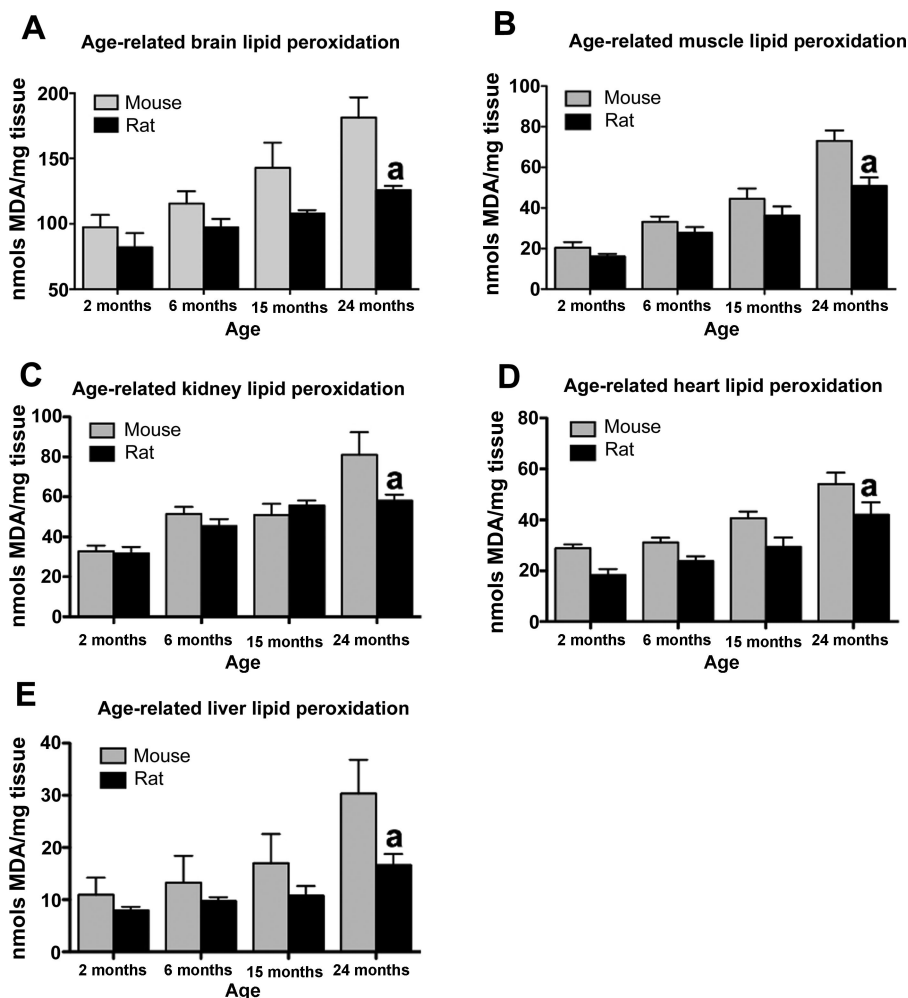 A
Age-related brain lipid peroxidation
nmols MDA/mg tissue
200
150
100
50
Mouse
Rat
a
2 months 6 months 15 months 24 months
Age
B
Age-related muscle lipid peroxidation
nmols MDA/mg tissue
100
80
60
40
20
0
Mouse
Rat
a
2 months 6 months 15 months 24 months
Age
C
Age-related kidney lipid peroxidation
nmols MDA/mg tissue
100
80
60
40
20
0
Mouse
Rat
a
2 months 6 months 15 months 24 months
Age
D
Age-related heart lipid peroxidation
nmols MDA/mg tissue
80
60
40
20
0
Mouse
Rat
a
2 months 6 months 15 months 24 months
Age
E
Age-related liver lipid peroxidation
nmols MDA/mg tissue
40
30
20
10
0
Mouse
Rat
a
2 months 6 months 15 months 24 months
Age